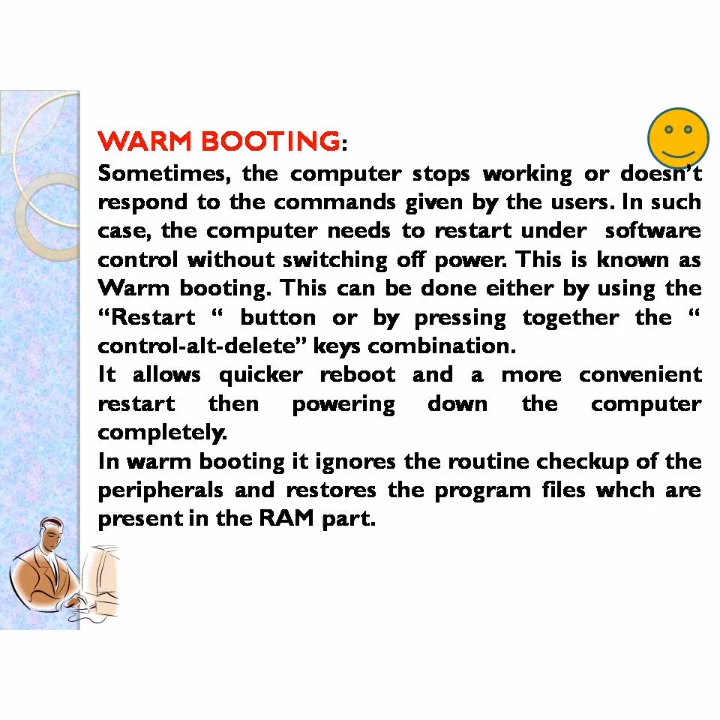 WARM BOOTING:
Sometimes, the computer stops working or doesn't
respond to the commands given by the users. In such
case, the computer needs to restart under software
control without switching off power. This is known as
Warm booting. This can be done either by using the
“Restart “ button or by pressing together the “
control-alt-delete” keys combination.
It allows quicker reboot and a more convenient
restart then powering down the computer
completely.
In warm booting it ignores the routine checkup of the
peripherals and restores the program files whch are
present in the RAM part.